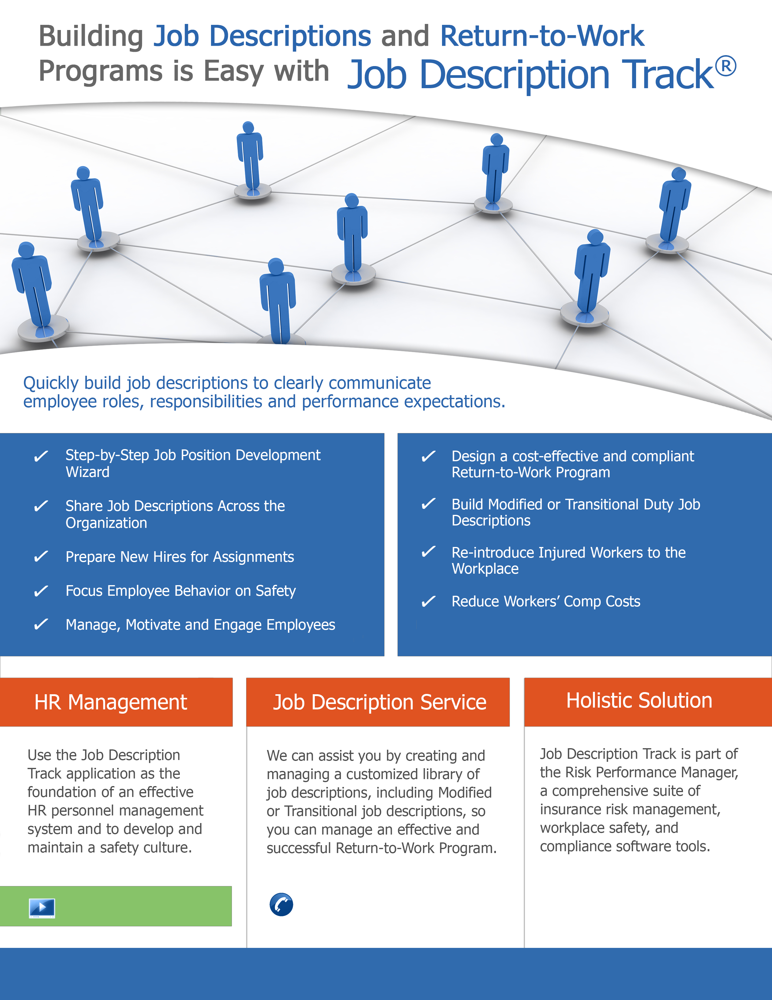 Building Job Descriptions and Return-to-Work
Programs is Easy with Job Description Track®
Quickly build job descriptions to clearly communicate
employee roles, responsibilities and performance expectations.
✓ Step-by-Step Job Position Development
Wizard
✓ Share Job Descriptions Across the
Organization
✓ Prepare New Hires for Assignments
✓ Focus Employee Behavior on Safety
✓ Manage, Motivate and Engage Employees
✓ Design a cost-effective and compliant
Return-to-Work Program
✓ Build Modified or Transitional Duty Job
Descriptions
✓ Re-introduce Injured Workers to the
Workplace
✓ Reduce Workers’ Comp Costs
HR Management
Use the Job Description
Track application as the
foundation of an effective
HR personnel management
system and to develop and
maintain a safety culture.
Job Description Service
We can assist you by creating and
managing a customized library of
job descriptions, including Modified
or Transitional job descriptions, so
you can manage an effective and
successful Return-to-Work Program.
Holistic Solution
Job Description Track is part of
the Risk Performance Manager,
a comprehensive suite of
insurance risk management,
workplace safety, and
compliance software tools.